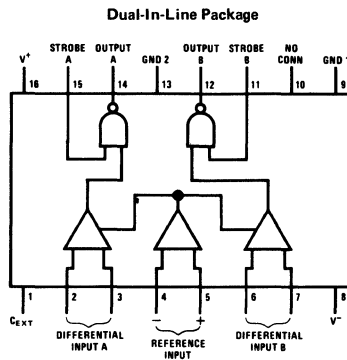 Dual-In-Line Package
STROBE OUTPUT OUTPUT STROBE NO
V+ A A GND 2 B B CONN GND 1
16 15 14 13 12 11 10 9
1 2 3 4 5 6 7 8
CEXT − + V−
DIFFERENTIAL REFERENCE DIFFERENTIAL
INPUT A INPUT INPUT B